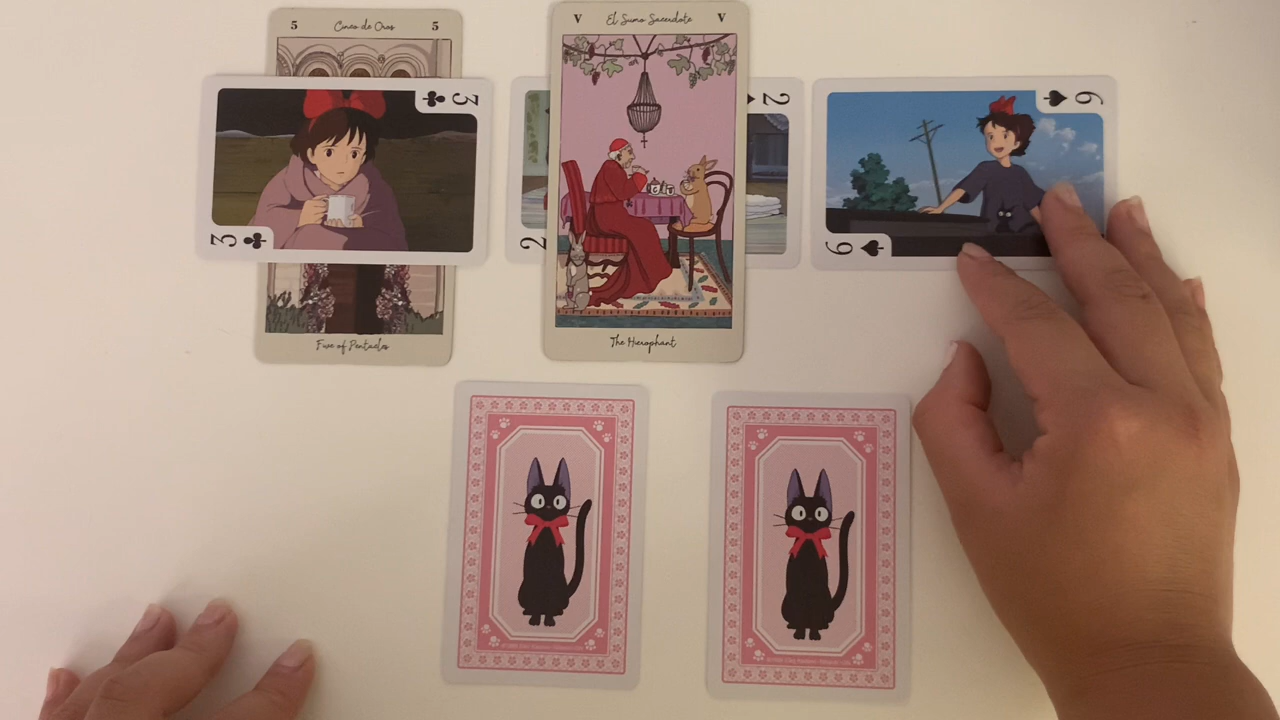 5 Cinco de Oros 5
3
3
Five of Pentacles
V El Sumo Sacerdote V
The Hierophant
2
2
6
6